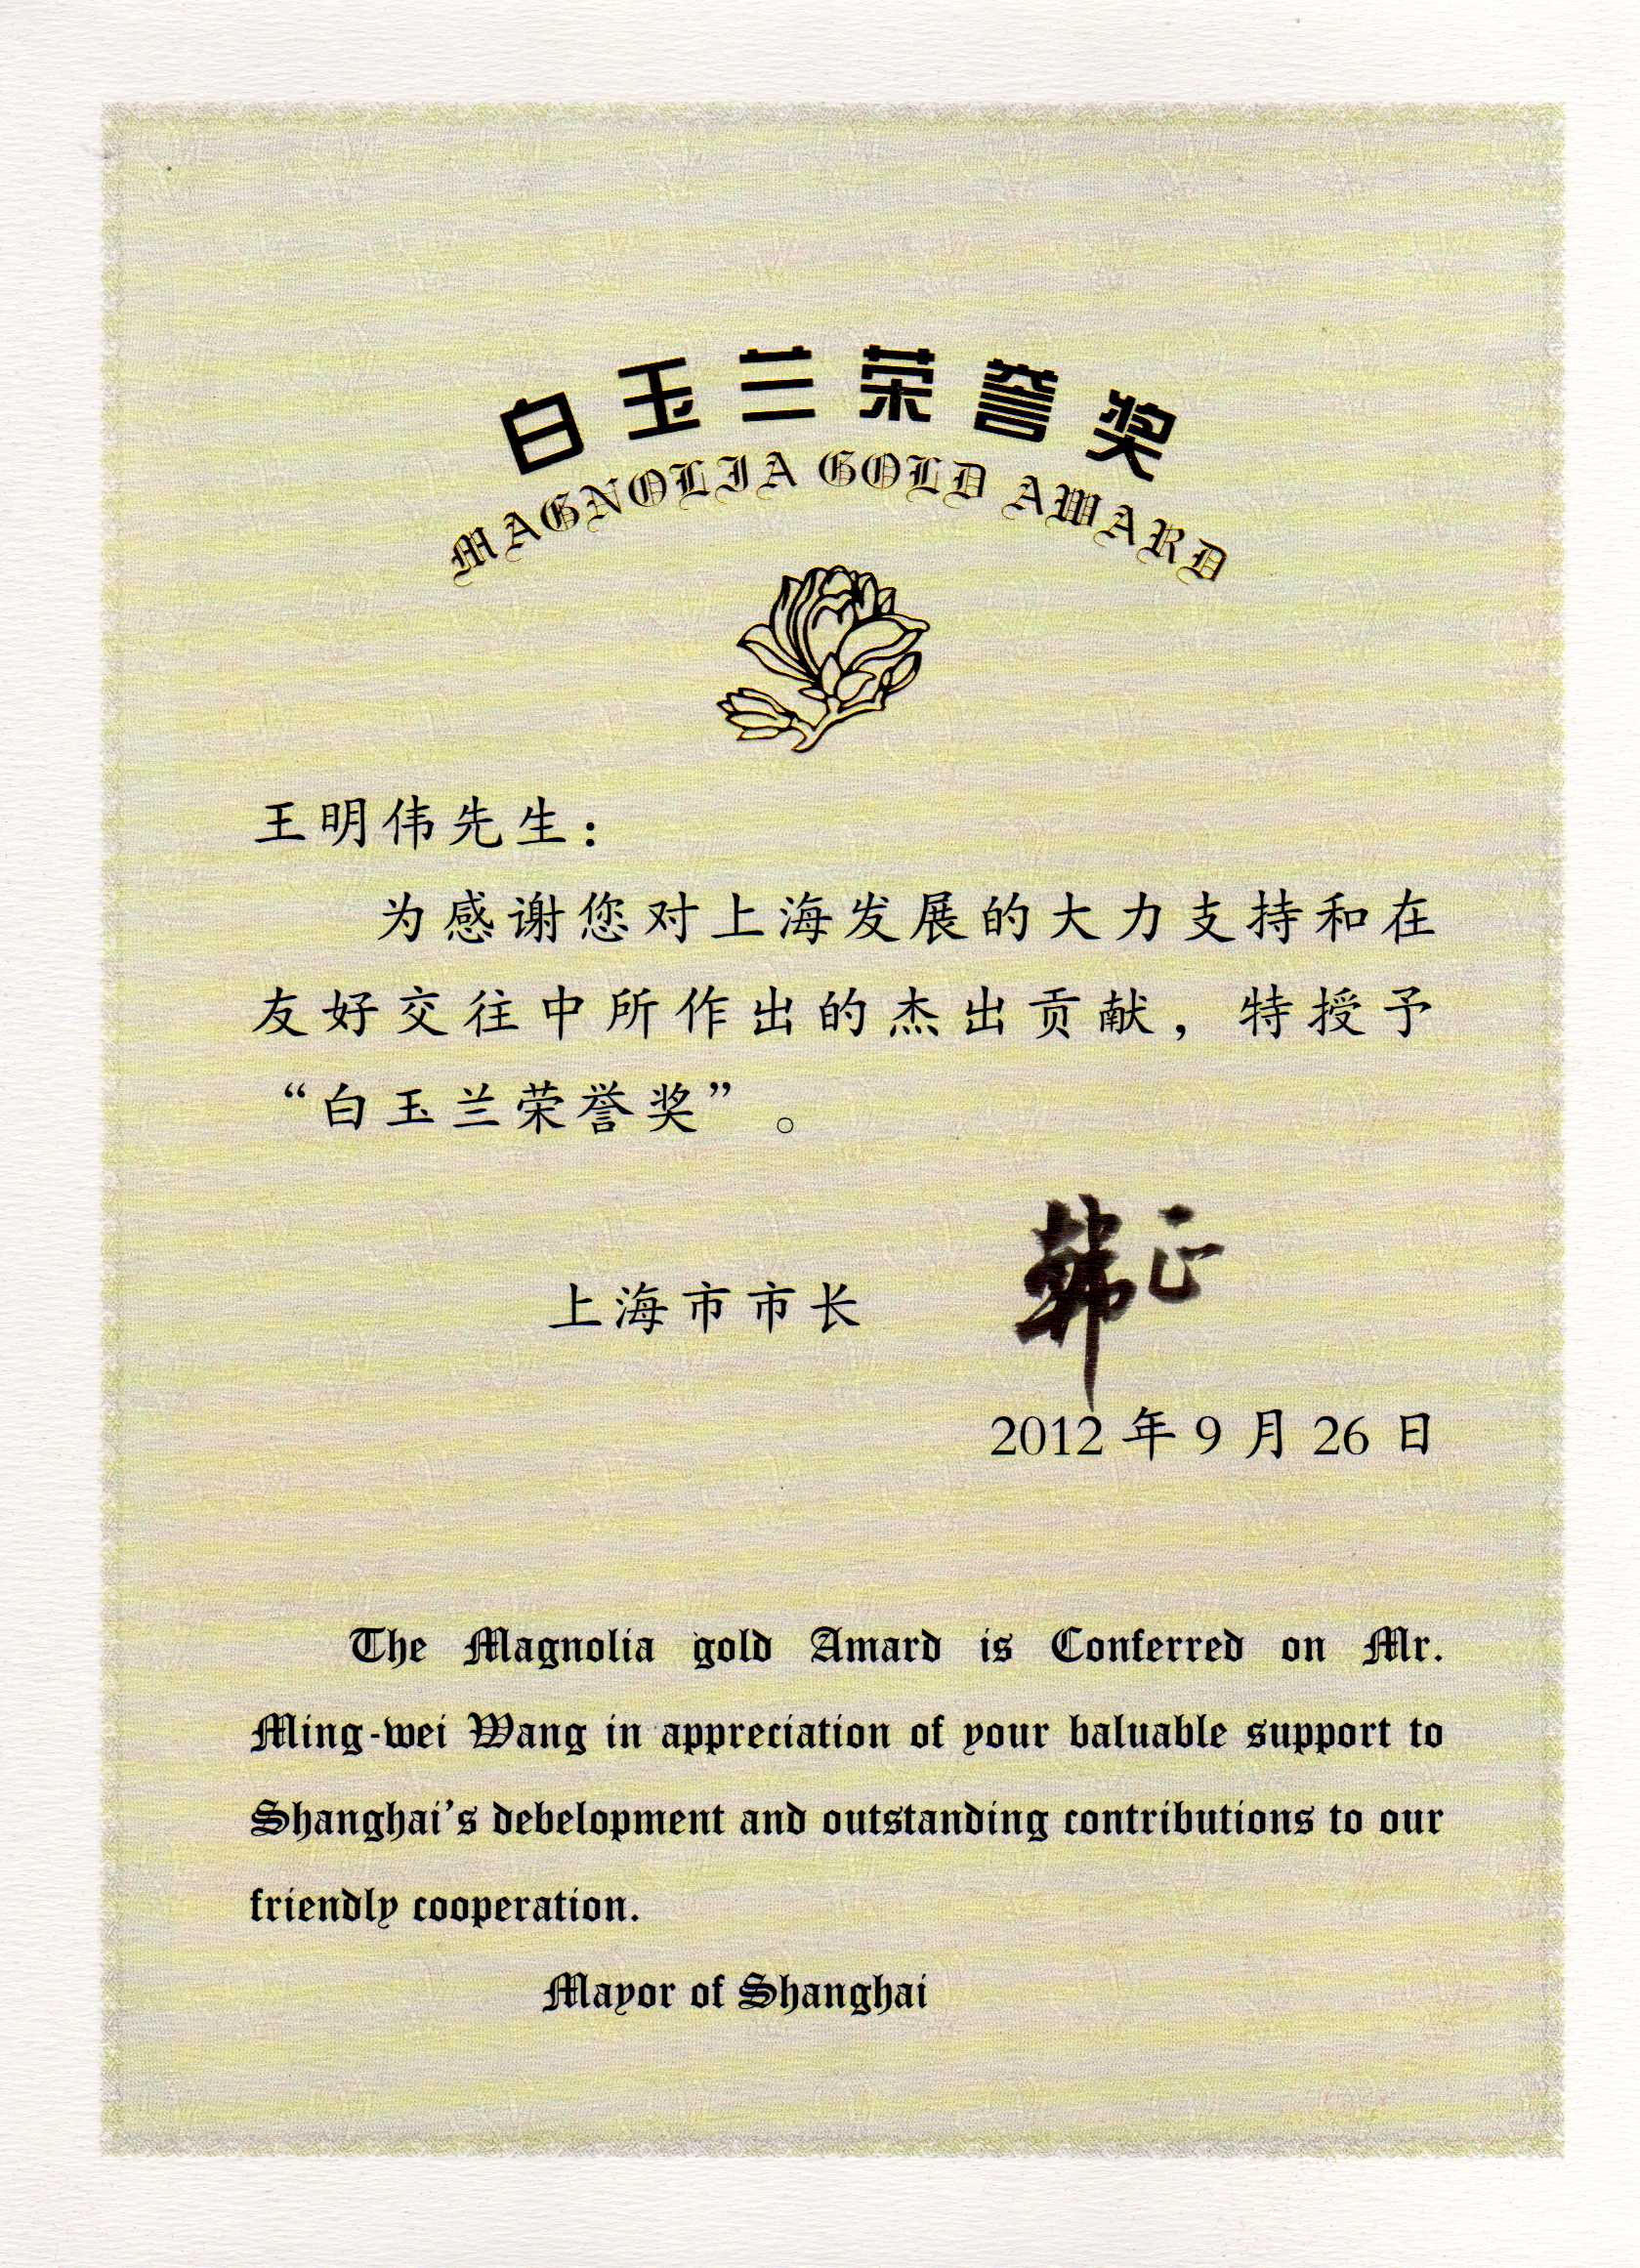 白玉兰荣誉奖
MAGNOLIA GOLD AWARD
王明伟先生：
为感谢您对上海发展的大力支持和在
友好交往中所作出的杰出贡献，特授予
“白玉兰荣誉奖”。
上海市市长 韩正
2012年9月26日
The Magnolia gold Amard is Conferred on Mr.
Ming-wei Wang in appreciation of your baluable support to
Shanghai's debelopment and outstanding contributions to our
friendly cooperation.
Mayor of Shanghai